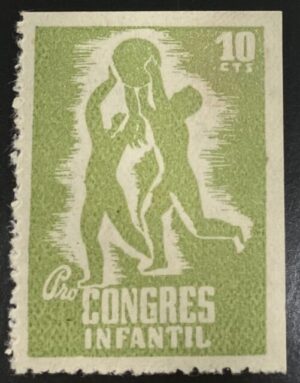 10
CTS
Pro
CONGRES
INFANTIL